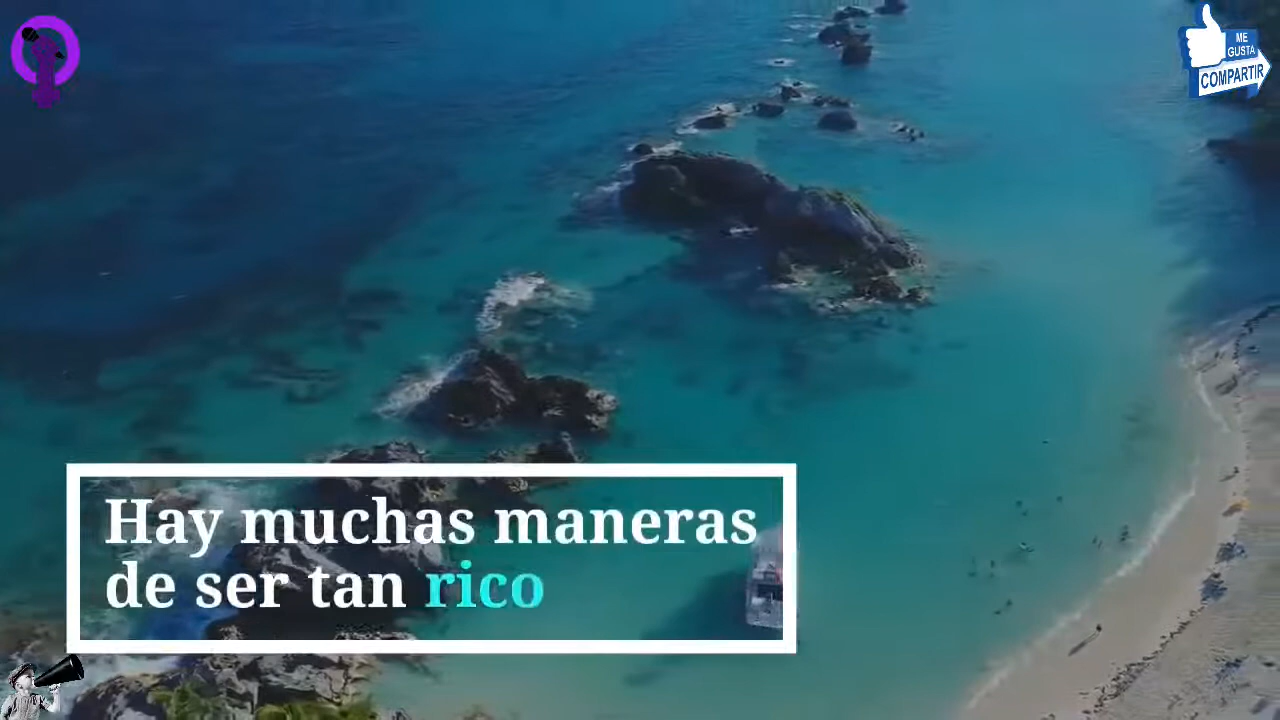 ME
GUSTA
COMPARTIR
Hay muchas maneras
de ser tan rico